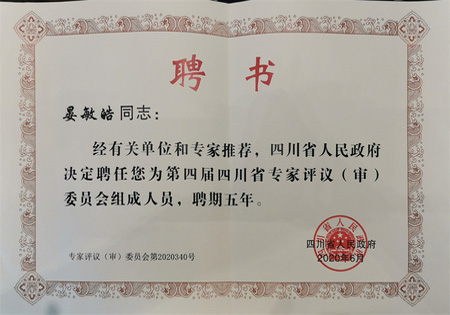 聘书
晏敏皓同志：
经有关单位和专家推荐，四川省人民政府
决定聘任您为第四届四川省专家评议（审）
委员会组成人员，聘期五年。
四川省人民政府
2020年6月
专家评议（审）委员会第2020340号